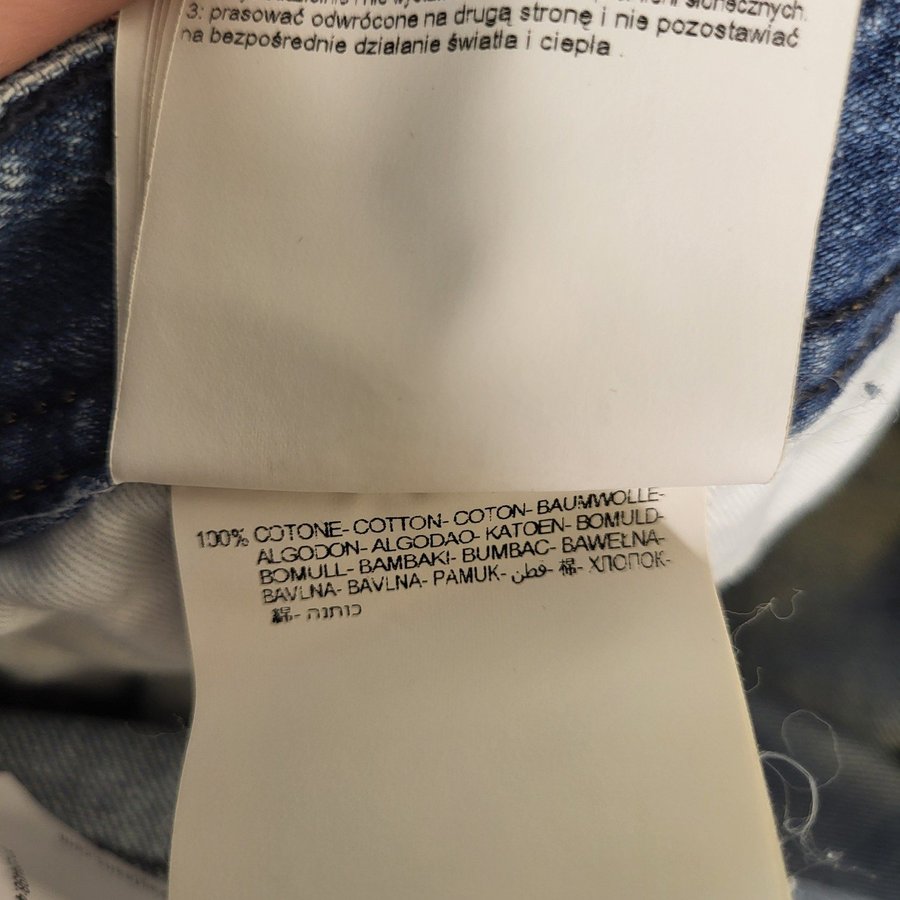 słonecznych.
3: prasować odwrócone na drugą stronę i nie pozostawiać
na bezpośrednie działanie światła i ciepła .
100% COTONE- COTTON- COTON- BAUMWOLLE-
ALGODON- ALGODAO- KATOEN- BOMULD-
BOMULL- BAMBAKI- BUMBAC- BAWEŁNA-
BAVLNA- BAVLNA- PAMUK- قطن- 棉- ХЛОПОК-
綿- כותנה